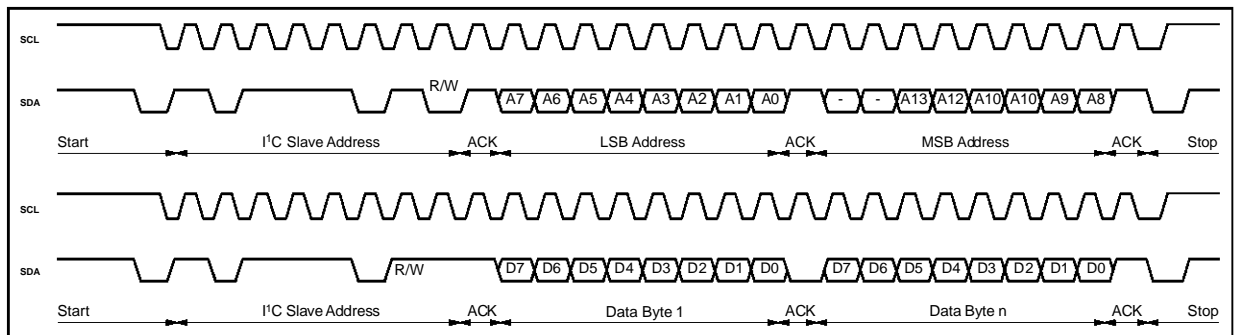 SCL
R/W
SDA A7 A6 A5 A4 A3 A2 A1 A0 - - A13 A12 A10 A10 A9 A8
Start I¹C Slave Address ACK LSB Address ACK MSB Address ACK Stop
SCL
SDA R/W D7 D6 D5 D4 D3 D2 D1 D0 D7 D6 D5 D4 D3 D2 D1 D0
Start I¹C Slave Address ACK Data Byte 1 ACK Data Byte n ACK Stop